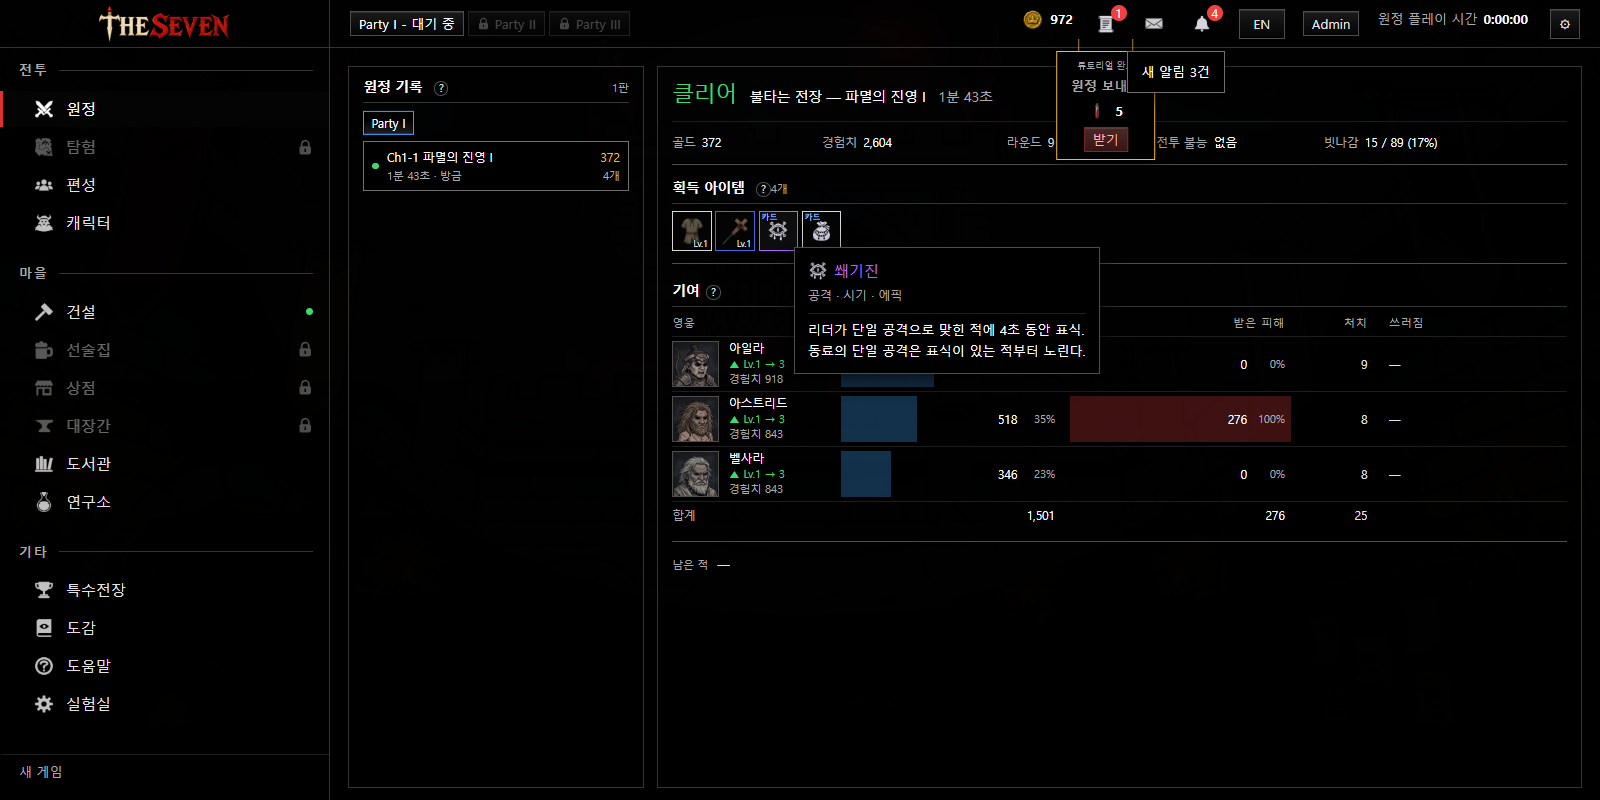 THE SEVEN
Party I - 대기 중
Party II
Party III
972
1
4
EN
Admin
원정 플레이 시간 0:00:00
전투
원정
탐험
편성
캐릭터
마을
건설
선술집
상점
대장간
도서관
연구소
기타
특수전장
도감
도움말
실험실
새 게임
원정 기록 ?
1판
Party I
Ch1-1 파멸의 진영 I
372
1분 43초 · 방금
4개
클리어 불타는 전장 — 파멸의 진영 I 1분 43초
튜토리얼 완
원정 보내
5
받기
새 알림 3건
골드 372
경험치 2,604
라운드 9
전투 불능 없음
빗나감 15 / 89 (17%)
획득 아이템 ? 4개
Lv.1
Lv.1
카드
카드
쐐기진
공격 · 시기 · 에픽
리더가 단일 공격으로 맞힌 적에 4초 동안 표식.
동료의 단일 공격은 표식이 있는 적부터 노린다.
기여 ?
영웅
받은 피해
처치
쓰러짐
아일라
▲ Lv.1 → 3
경험치 918
0 0%
9
—
아스트리드
▲ Lv.1 → 3
경험치 843
518 35%
276 100%
8
—
벨사라
▲ Lv.1 → 3
경험치 843
346 23%
0 0%
8
—
합계
1,501
276
25
남은 적 —